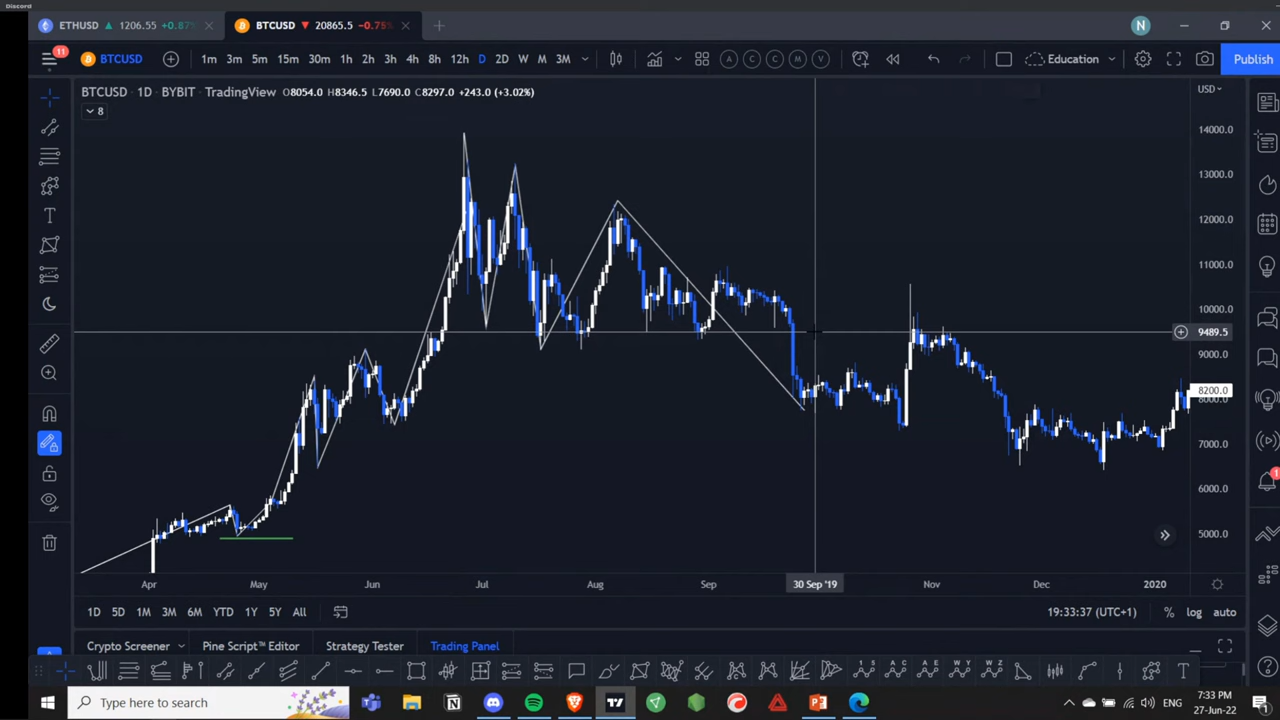 Discord
ETHUSD ▲ 1206.55 +0.87%
BTCUSD ▼ 20865.5 −0.75%
N
11
BTCUSD
1m 3m 5m 15m 30m 1h 2h 3h 4h 8h 12h D 2D W M 3M
A C C M V
Education
Publish
BTCUSD · 1D · BYBIT · TradingView O8054.0 H8346.5 L7690.0 C8297.0 +243.0 (+3.02%)
8
USD
14000.0
13000.0
12000.0
11000.0
10000.0
9489.5
9000.0
8200.0
8000.0
7000.0
6000.0
5000.0
1
Apr May Jun Jul Aug Sep 30 Sep '19 Nov Dec 2020
1D 5D 1M 3M 6M YTD 1Y 5Y All
19:33:37 (UTC+1) % log auto
Crypto Screener Pine Script™ Editor Strategy Tester Trading Panel
Type here to search
ENG
7:33 PM
27-Jun-22
1